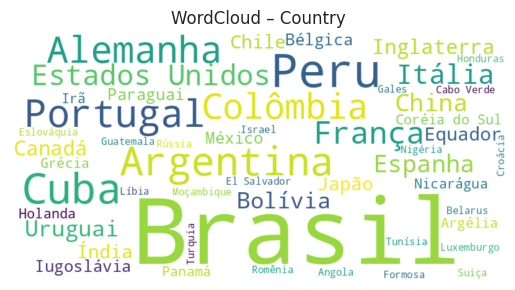 WordCloud – Country
Alemanha
Chile
Bélgica
Inglaterra
Honduras
Estados Unidos
Peru
Itália
Irã
Paraguai
Gales
Cabo Verde
Portugal
Colômbia
China
Coréia do Sul
Eslováquia
Guatemala
Rússia
México
Israel
França
Equador
Nigéria
Croácia
Canadá
Grécia
Argentina
Espanha
Cuba
Líbia
Moçambique
El Salvador
Japão
Nicarágua
Holanda
Bolívia
Belarus
Uruguai
Turquia
Brasil
Argélia
Índia
Tunísia
Luxemburgo
Iugoslávia
Panamá
Romênia
Angola
Formosa
Suiça